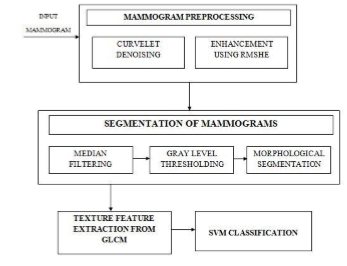 INPUT
MAMMOGRAM
MAMMOGRAM PREPROCESSING
CURVELET
DENOISING
ENHANCEMENT
USING RMSHE
SEGMENTATION OF MAMMOGRAMS
MEDIAN
FILTERING
GRAY LEVEL
THRESHOLDING
MORPHOLOGICAL
SEGMENTATION
TEXTURE FEATURE
EXTRACTION FROM
GLCM
SVM CLASSIFICATION